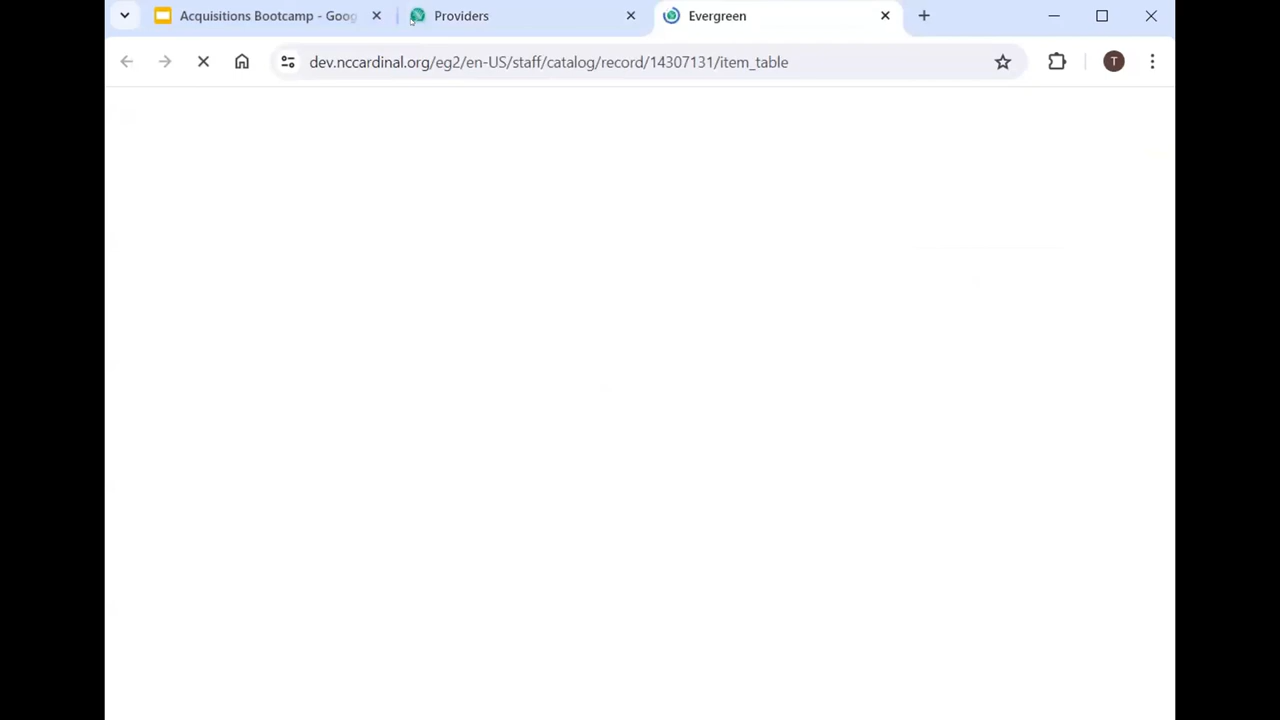 Acquisitions Bootcamp - Goog
Providers
Evergreen
dev.nccardinal.org/eg2/en-US/staff/catalog/record/14307131/item_table
T